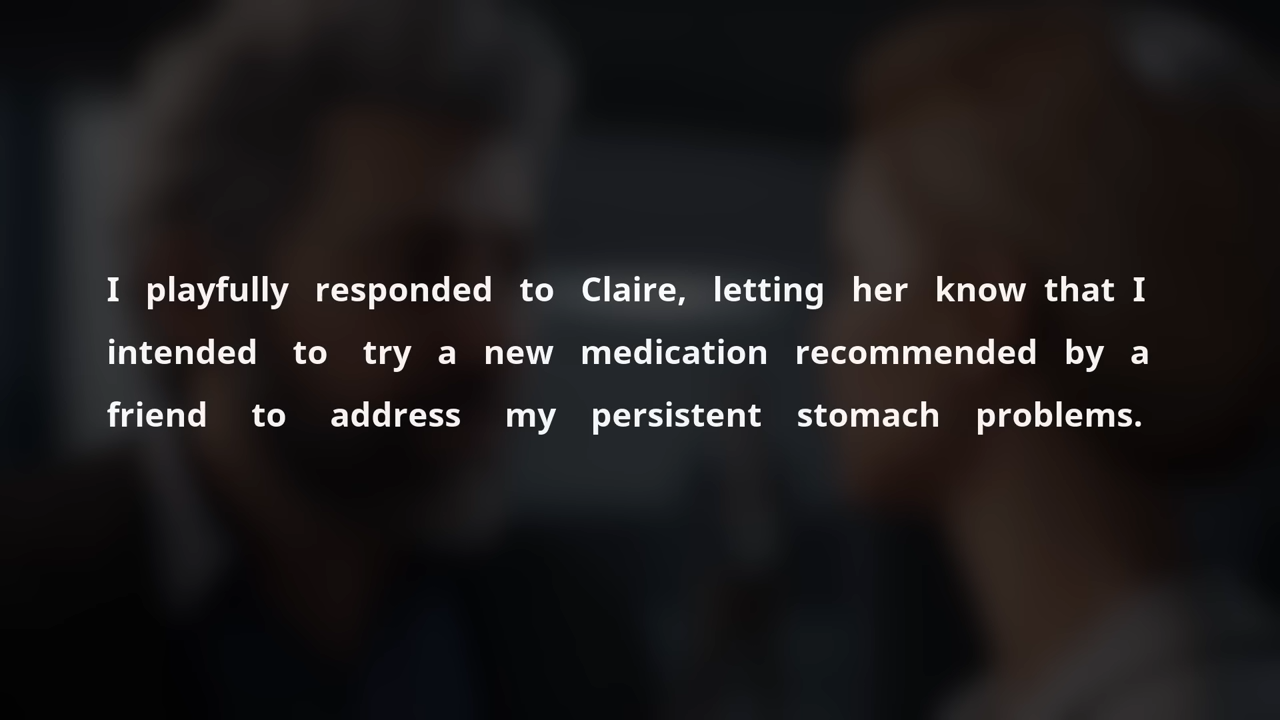 I playfully responded to Claire, letting her know that I
intended to try a new medication recommended by a
friend to address my persistent stomach problems.